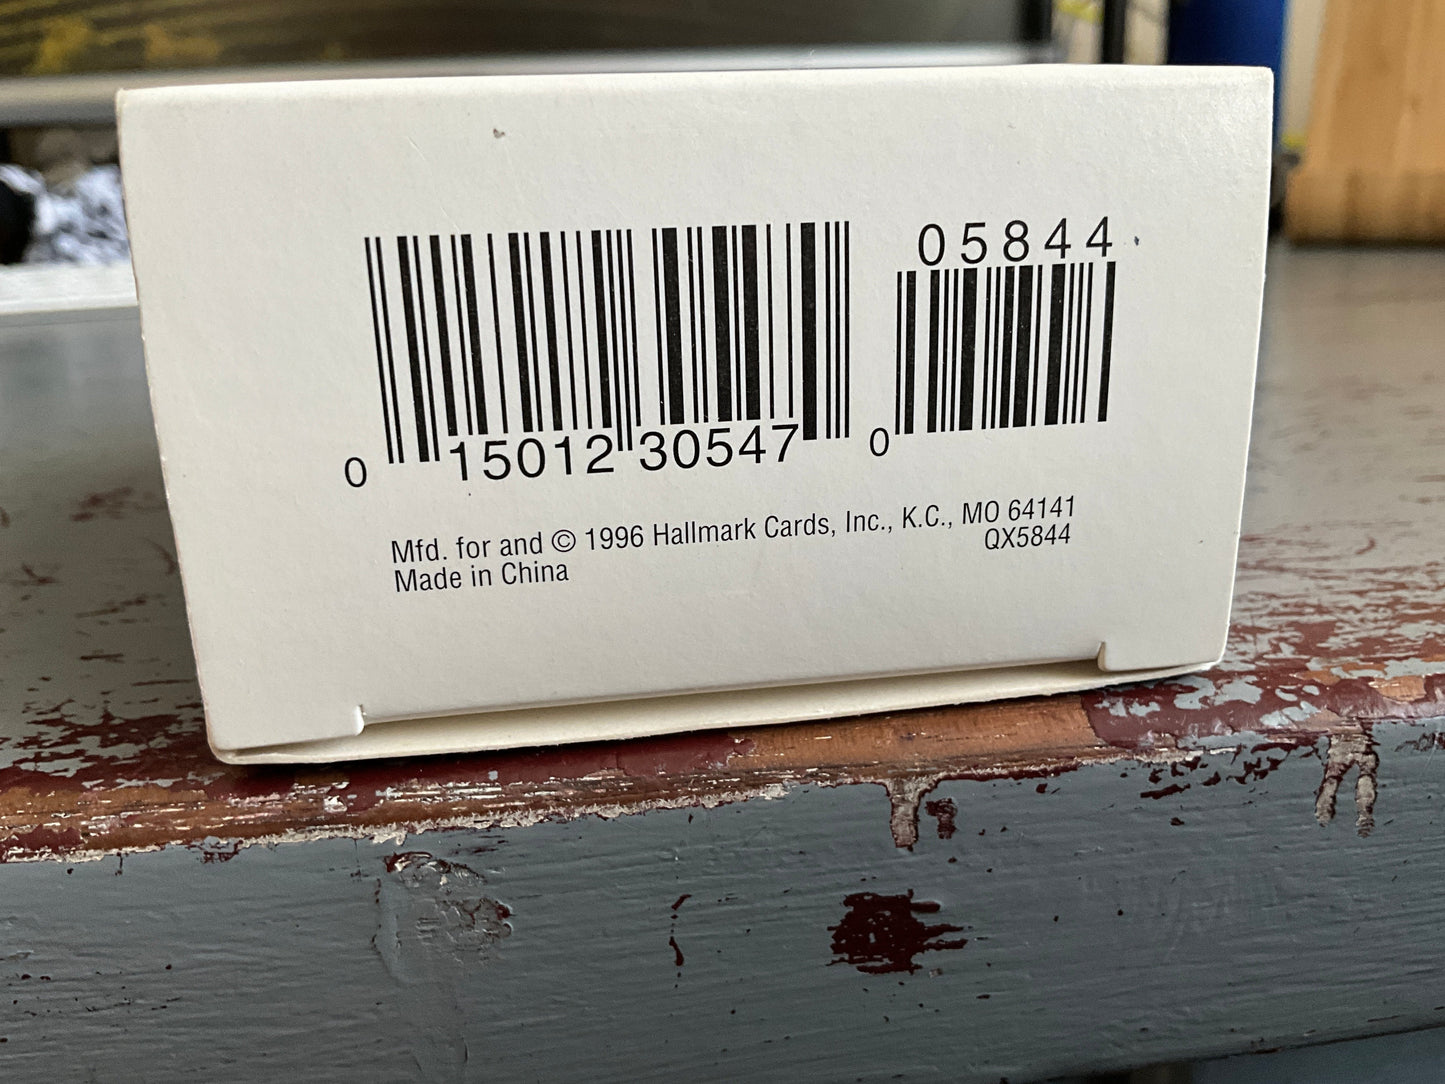 05844
0 15012 30547 0
Mfd. for and © 1996 Hallmark Cards, Inc., K.C., MO 64141
QX5844
Made in China